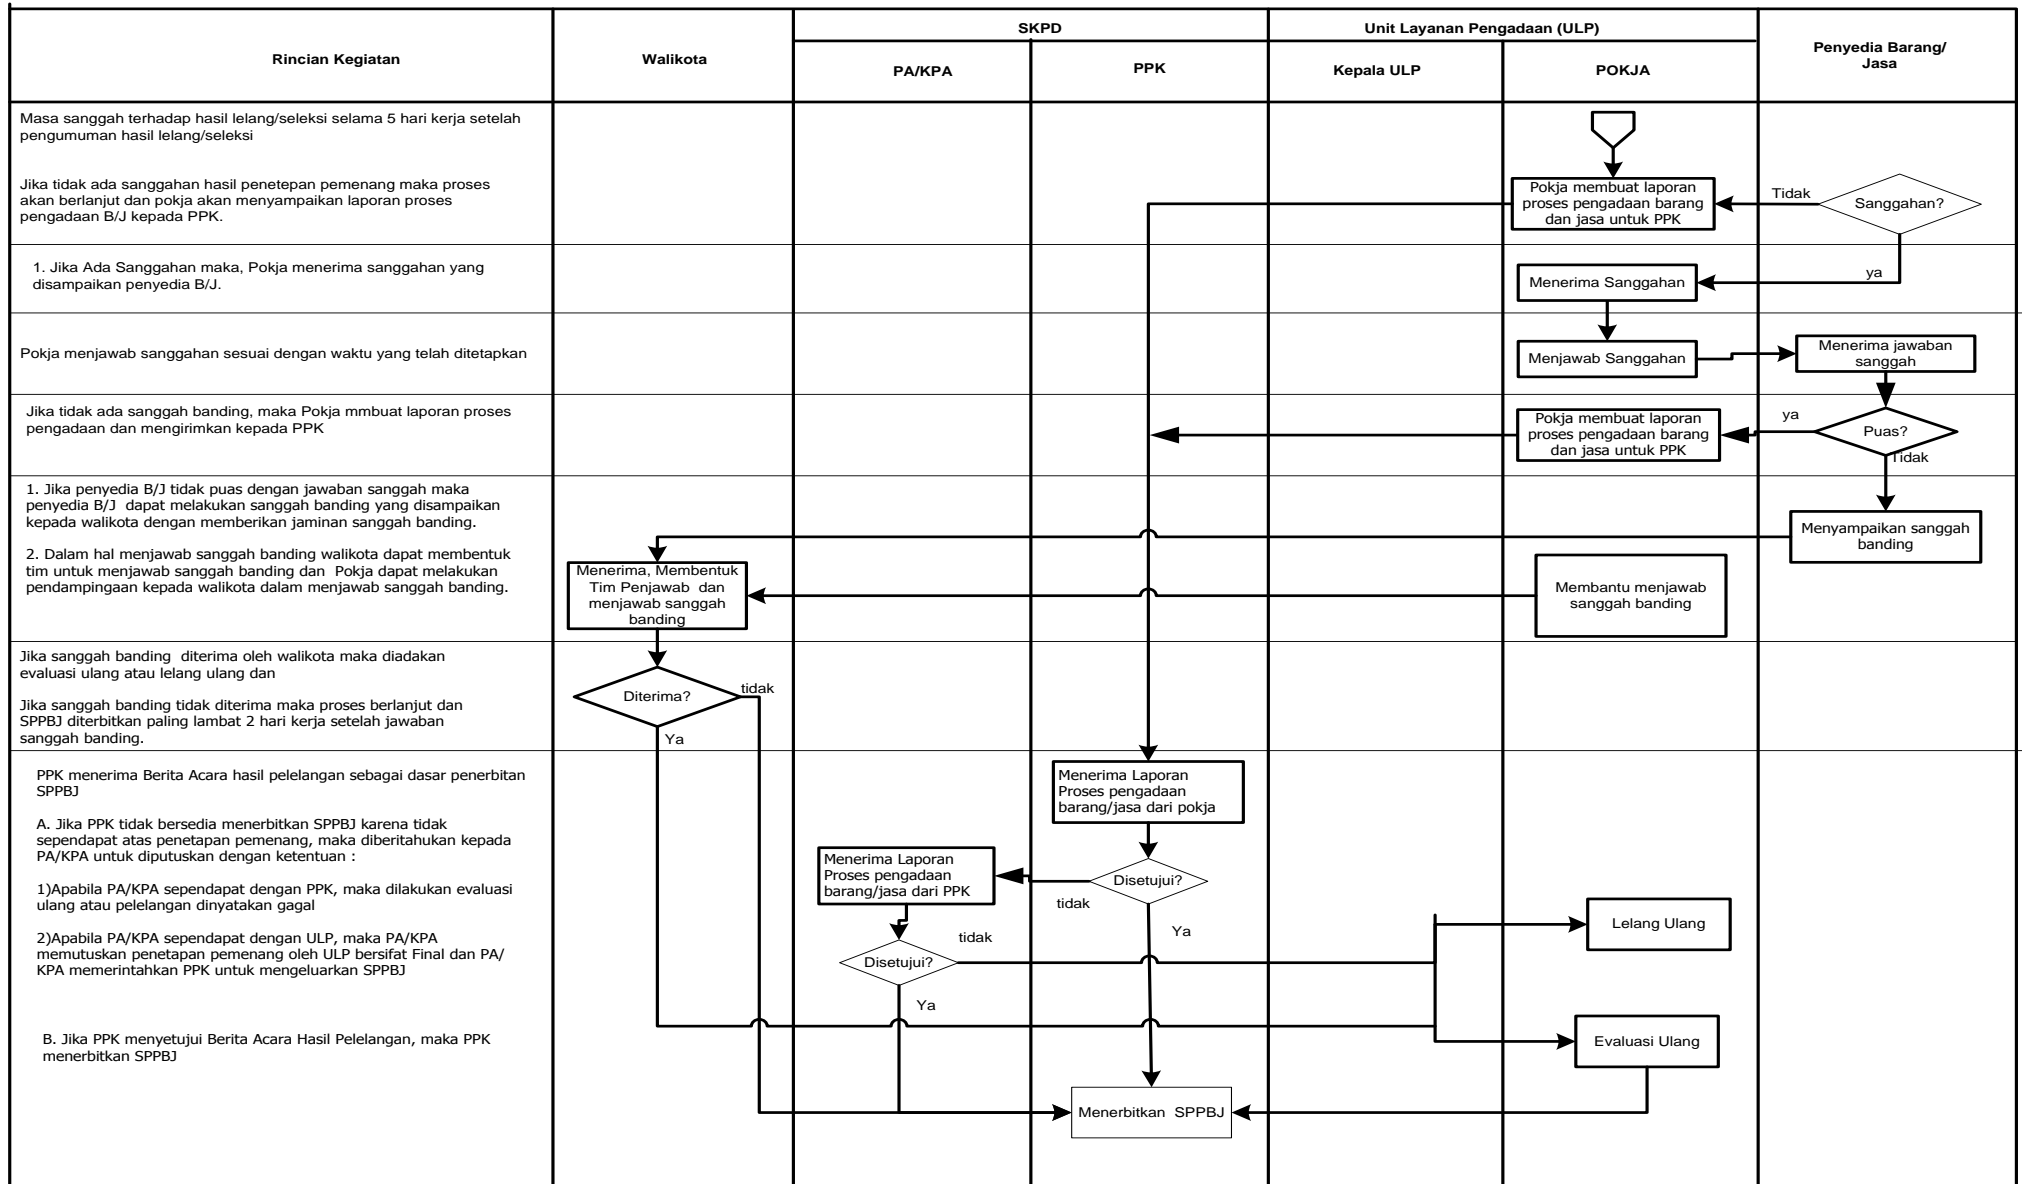 Rincian Kegiatan
Walikota
SKPD
PA/KPA
PPK
Unit Layanan Pengadaan (ULP)
Kepala ULP
POKJA
Penyedia Barang/
Jasa
Masa sanggah terhadap hasil lelang/seleksi selama 5 hari kerja setelah
pengumuman hasil lelang/seleksi
Jika tidak ada sanggahan hasil penetepan pemenang maka proses
akan berlanjut dan pokja akan menyampaikan laporan proses
pengadaan B/J kepada PPK.
Pokja membuat laporan
proses pengadaan barang
dan jasa untuk PPK
Tidak
Sanggahan?
1. Jika Ada Sanggahan maka, Pokja menerima sanggahan yang
disampaikan penyedia B/J.
Menerima Sanggahan
ya
Pokja menjawab sanggahan sesuai dengan waktu yang telah ditetapkan
Menjawab Sanggahan
Menerima jawaban
sanggah
Jika tidak ada sanggah banding, maka Pokja mmbuat laporan proses
pengadaan dan mengirimkan kepada PPK
Pokja membuat laporan
proses pengadaan barang
dan jasa untuk PPK
ya
Puas?
Tidak
1. Jika penyedia B/J tidak puas dengan jawaban sanggah maka
penyedia B/J dapat melakukan sanggah banding yang disampaikan
kepada walikota dengan memberikan jaminan sanggah banding.
2. Dalam hal menjawab sanggah banding walikota dapat membentuk
tim untuk menjawab sanggah banding dan Pokja dapat melakukan
pendampingaan kepada walikota dalam menjawab sanggah banding.
Menerima, Membentuk
Tim Penjawab dan
menjawab sanggah
banding
Membantu menjawab
sanggah banding
Menyampaikan sanggah
banding
Jika sanggah banding diterima oleh walikota maka diadakan
evaluasi ulang atau lelang ulang dan
Jika sanggah banding tidak diterima maka proses berlanjut dan
SPPBJ diterbitkan paling lambat 2 hari kerja setelah jawaban
sanggah banding.
Diterima?
tidak
Ya
PPK menerima Berita Acara hasil pelelangan sebagai dasar penerbitan
SPPBJ
A. Jika PPK tidak bersedia menerbitkan SPPBJ karena tidak
sependapat atas penetapan pemenang, maka diberitahukan kepada
PA/KPA untuk diputuskan dengan ketentuan :
1)Apabila PA/KPA sependapat dengan PPK, maka dilakukan evaluasi
ulang atau pelelangan dinyatakan gagal
2)Apabila PA/KPA sependapat dengan ULP, maka PA/KPA
memutuskan penetapan pemenang oleh ULP bersifat Final dan PA/
KPA memerintahkan PPK untuk mengeluarkan SPPBJ
B. Jika PPK menyetujui Berita Acara Hasil Pelelangan, maka PPK
menerbitkan SPPBJ
Menerima Laporan
Proses pengadaan
barang/jasa dari pokja
Menerima Laporan
Proses pengadaan
barang/jasa dari PPK
Disetujui?
tidak
Ya
Disetujui?
tidak
Ya
Lelang Ulang
Evaluasi Ulang
Menerbitkan SPPBJ